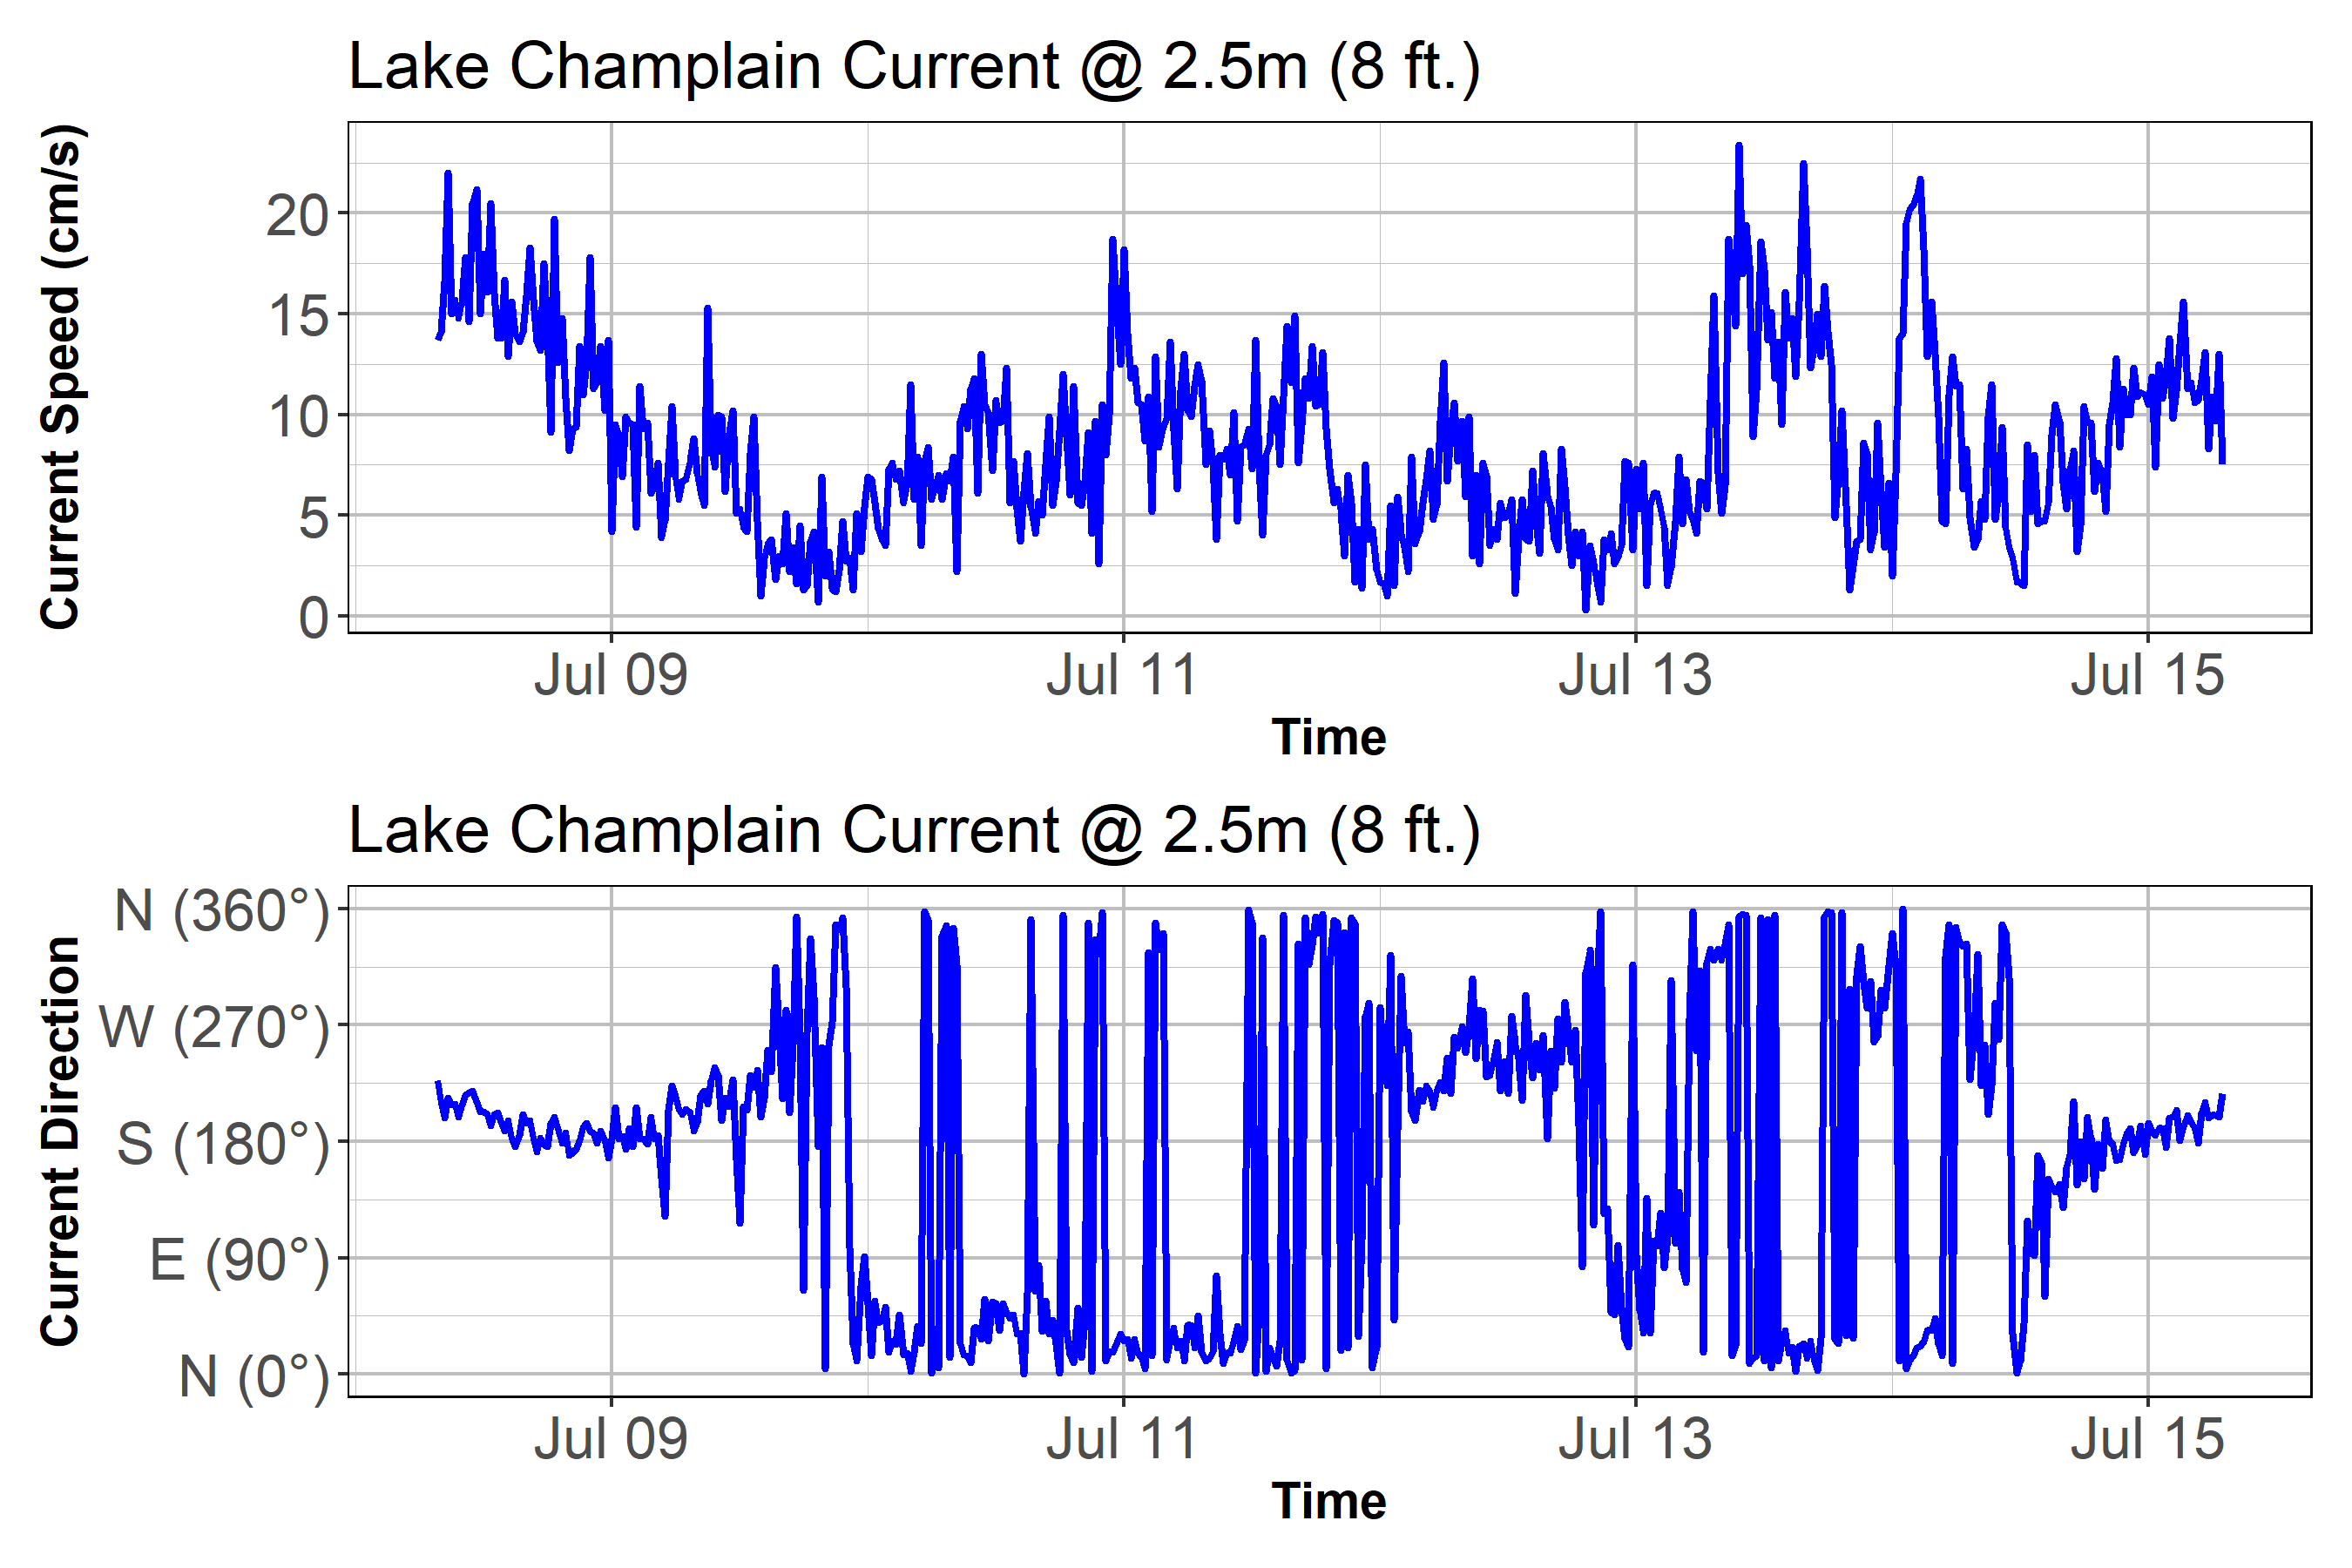 Lake Champlain Current @ 2.5m (8 ft.)
Current Speed (cm/s)
20
15
10
5
0
Jul 09 Jul 11 Jul 13 Jul 15
Time
Lake Champlain Current @ 2.5m (8 ft.)
Current Direction
N (360°)
W (270°)
S (180°)
E (90°)
N (0°)
Jul 09 Jul 11 Jul 13 Jul 15
Time